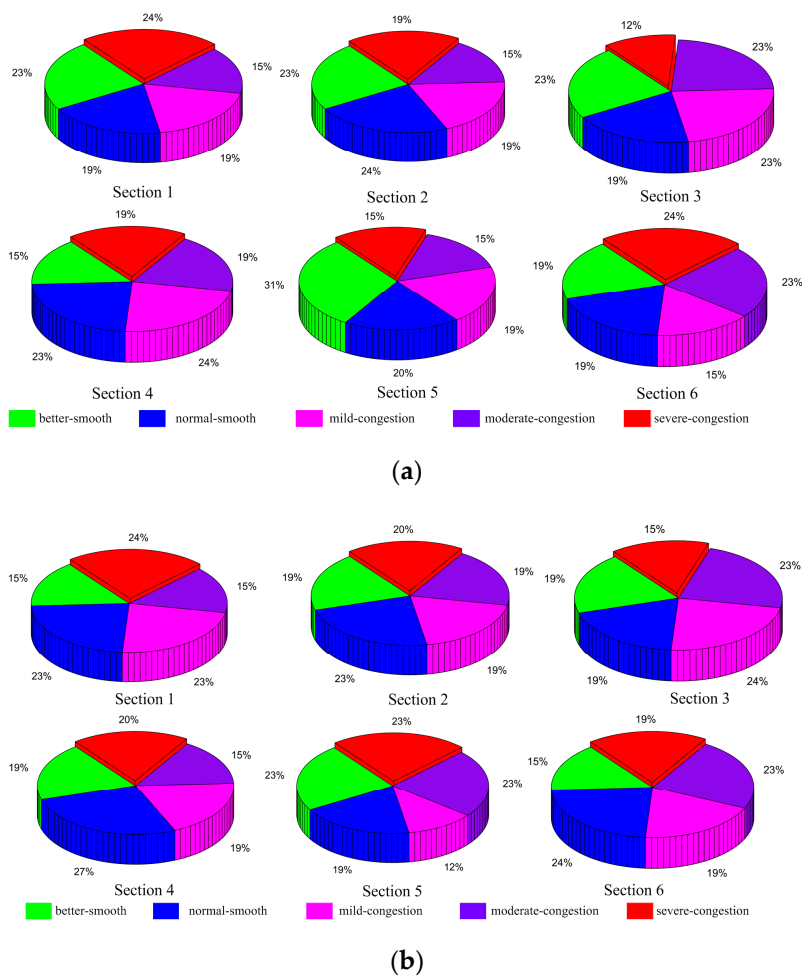 24% 19% 12%
23% 15% 23% 15% 23% 23%
19% 19% 24% 19% 19% 23%
Section 1 Section 2 Section 3
19% 15% 24%
15% 19% 31% 15% 19% 23%
23% 24% 20% 19% 19% 15%
Section 4 Section 5 Section 6
better-smooth normal-smooth mild-congestion moderate-congestion severe-congestion
(a)
24% 20% 15%
15% 15% 19% 19% 19% 23%
23% 23% 23% 19% 19% 24%
Section 1 Section 2 Section 3
20% 23% 19%
19% 15% 23% 23% 15% 23%
27% 19% 19% 12% 24% 19%
Section 4 Section 5 Section 6
better-smooth normal-smooth mild-congestion moderate-congestion severe-congestion
(b)